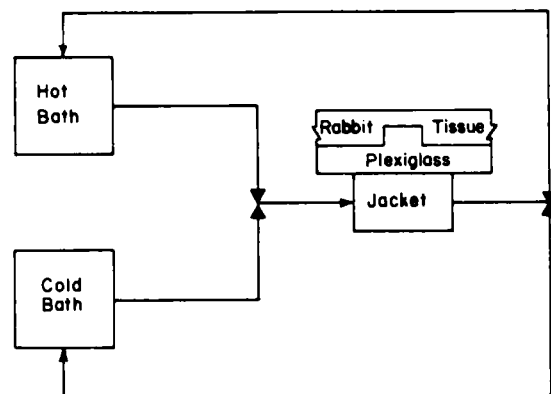 Hot
Bath
Rabbit Tissue
Plexiglass
Jacket
Cold
Bath